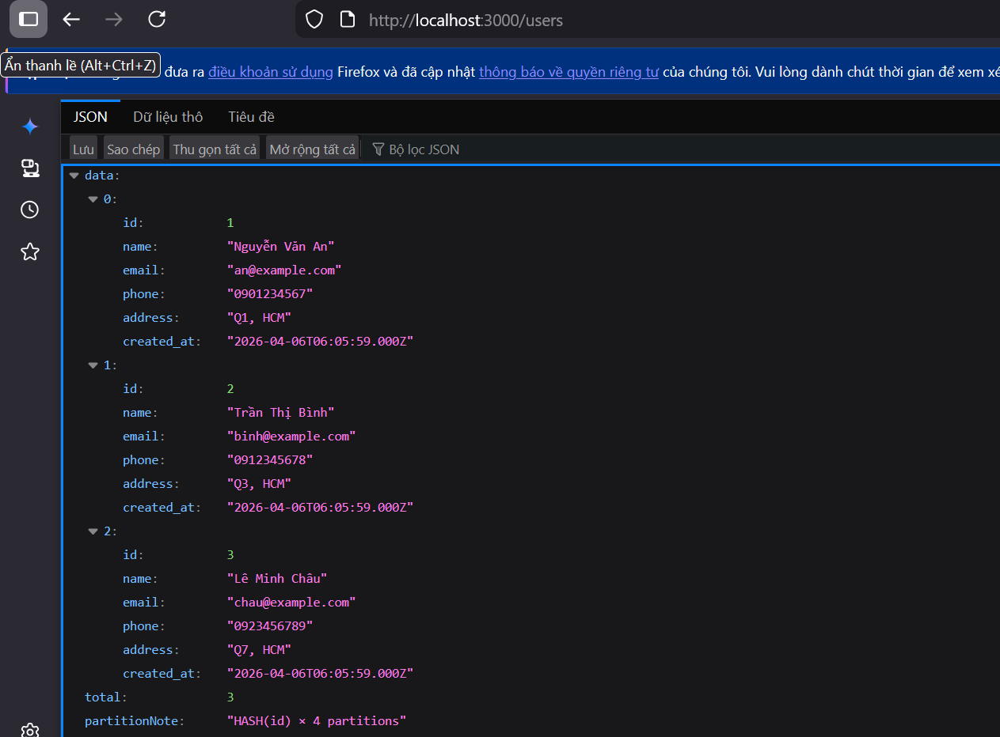 http://localhost:3000/users
Ẩn thanh lề (Alt+Ctrl+Z)
đưa ra điều khoản sử dụng Firefox và đã cập nhật thông báo về quyền riêng tư của chúng tôi. Vui lòng dành chút thời gian để xem
JSON Dữ liệu thô Tiêu đề
Lưu Sao chép Thu gọn tất cả Mở rộng tất cả Bộ lọc JSON
data:
0:
id: 1
name: "Nguyễn Văn An"
email: "an@example.com"
phone: "0901234567"
address: "Q1, HCM"
created_at: "2026-04-06T06:05:59.000Z"
1:
id: 2
name: "Trần Thị Bình"
email: "binh@example.com"
phone: "0912345678"
address: "Q3, HCM"
created_at: "2026-04-06T06:05:59.000Z"
2:
id: 3
name: "Lê Minh Châu"
email: "chau@example.com"
phone: "0923456789"
address: "Q7, HCM"
created_at: "2026-04-06T06:05:59.000Z"
total: 3
partitionNote: "HASH(id) × 4 partitions"